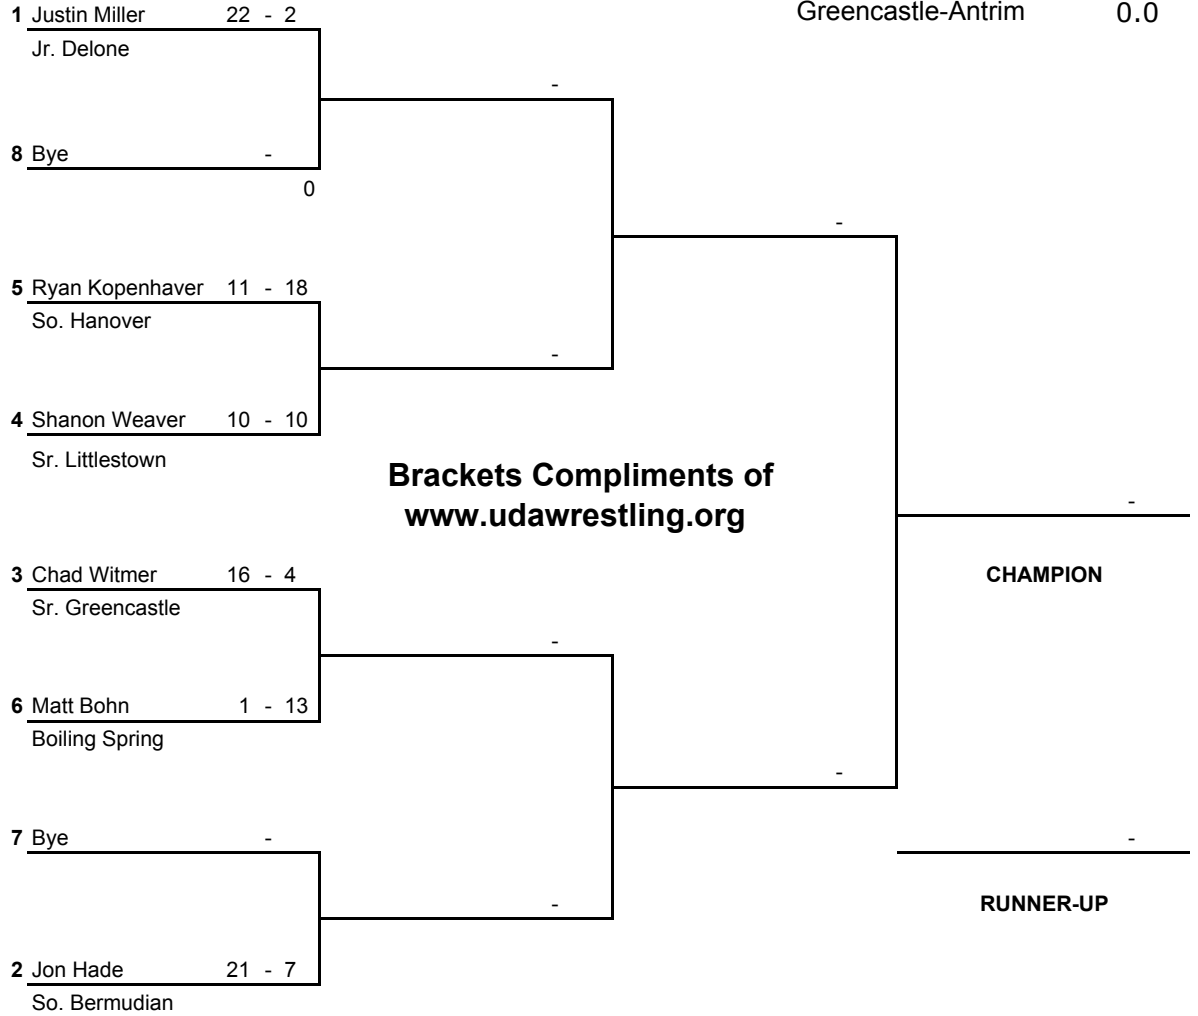 1 Justin Miller 22 - 2
Greencastle-Antrim 0.0
Jr. Delone
-
8 Bye -
0
-
5 Ryan Kopenhaver 11 - 18
So. Hanover
-
4 Shanon Weaver 10 - 10
Sr. Littlestown
Brackets Compliments of
www.udawrestling.org
-
3 Chad Witmer 16 - 4
CHAMPION
Sr. Greencastle
-
6 Matt Bohn 1 - 13
Boiling Spring
-
7 Bye -
-
RUNNER-UP
-
2 Jon Hade 21 - 7
So. Bermudian